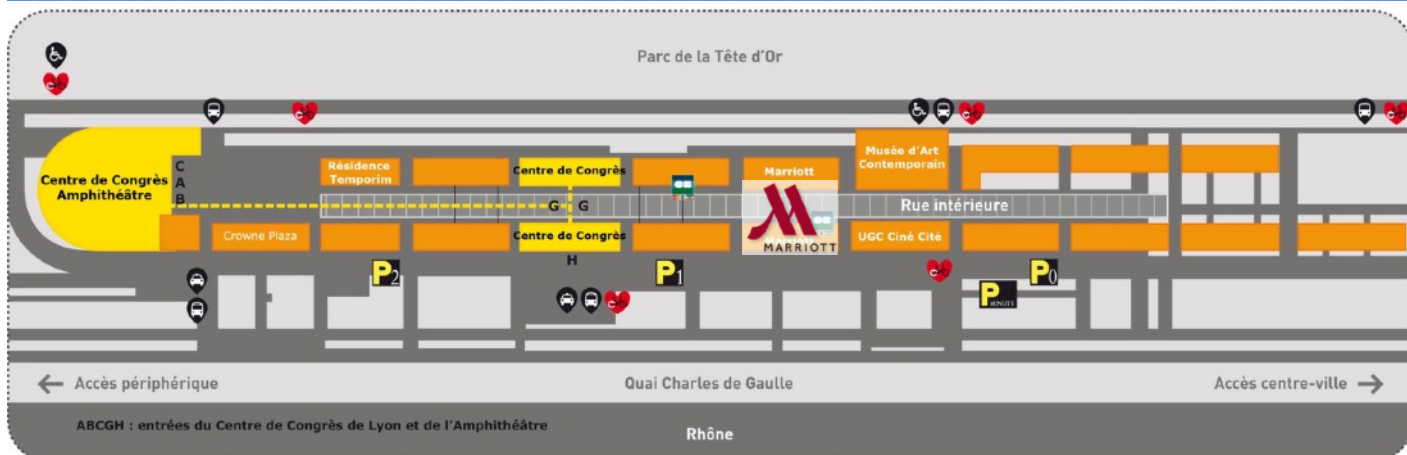 Parc de la Tête d'Or
Centre de Congrès
Amphithéâtre
C
A
B
Résidence
Temporim
Centre de Congrès
Marriott
Musée d'Art
Contemporain
G G
Rue intérieure
MARRIOTT
Crowne Plaza
Centre de Congrès
UGC Ciné Cité
H
P2
P1
P0
P
MINUTE
← Accès périphérique
Quai Charles de Gaulle
Accès centre-ville →
ABCGH : entrées du Centre de Congrès de Lyon et de l'Amphithéâtre
Rhône